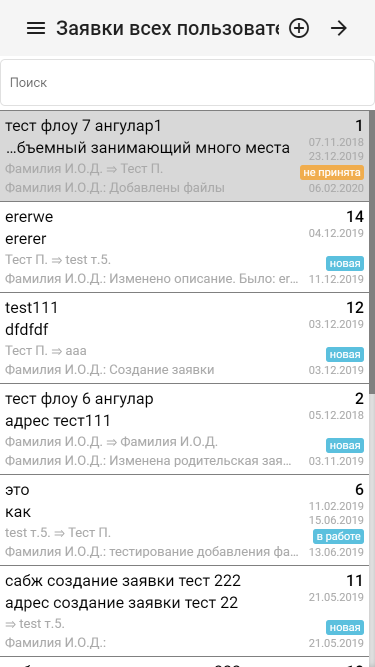 Заявки всех пользовате
Поиск
тест флоу 7 ангулар1 1
...бъемный занимающий много места 07.11.2018
23.12.2019
Фамилия И.О.Д. ⇒ Тест П. не принята
Фамилия И.О.Д.: Добавлены файлы 06.02.2020
ererwe 14
ererer 04.12.2019
Тест П. ⇒ test т.5. новая
Фамилия И.О.Д.: Изменено описание. Было: er... 11.12.2019
test111 12
dfdfdf 03.12.2019
Тест П. ⇒ aaa новая
Фамилия И.О.Д.: Создание заявки 03.12.2019
тест флоу 6 ангулар 2
адрес тест111 05.12.2018
Фамилия И.О.Д. ⇒ Фамилия И.О.Д. новая
Фамилия И.О.Д.: Изменена родительская зая... 03.11.2019
это 6
как 11.02.2019
15.06.2019
test т.5. ⇒ Тест П. в работе
Фамилия И.О.Д.: тестирование добавления фа... 13.06.2019
сабж создание заявки тест 222 11
адрес создание заявки тест 22 21.05.2019
⇒ test т.5. новая
Фамилия И.О.Д.: 21.05.2019